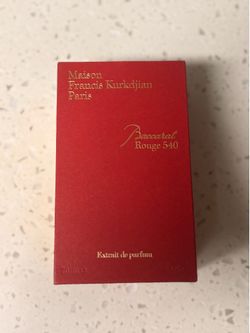 Maison
Francis Kurkdjian
Paris
Baccarat
Rouge 540
Extrait de parfum